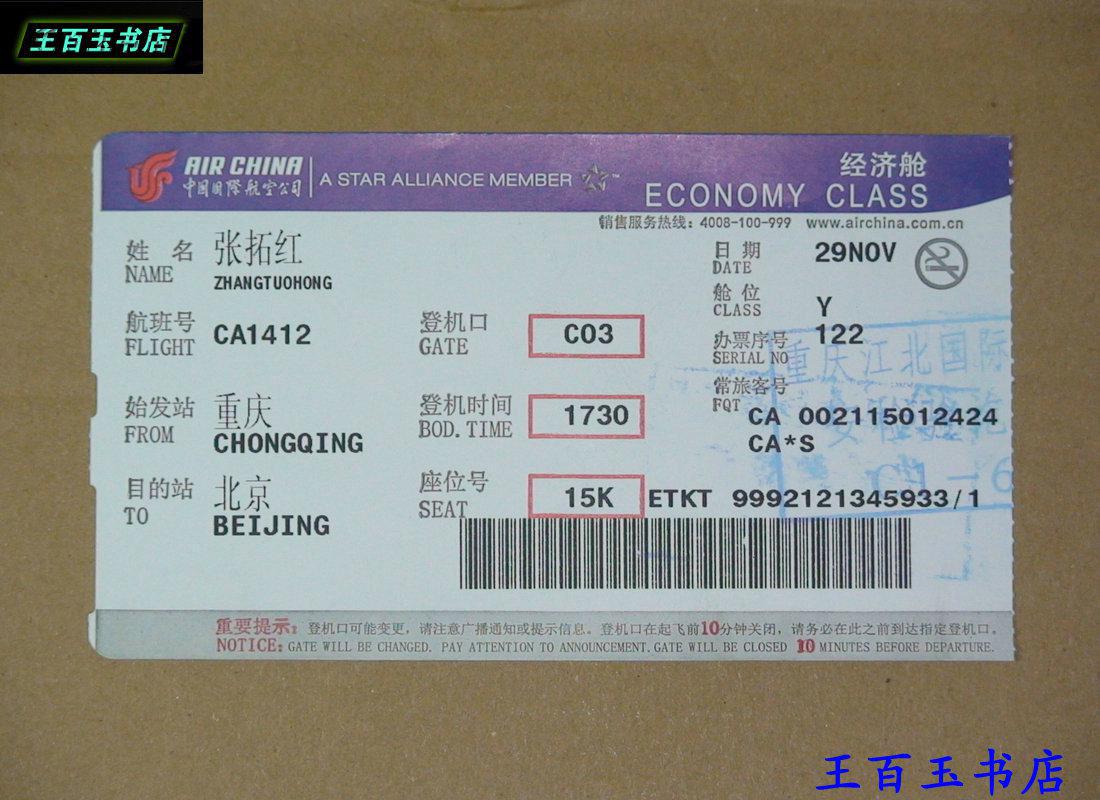 王百玉书店
AIR CHINA
中国国际航空公司
A STAR ALLIANCE MEMBER ™
经济舱
ECONOMY CLASS
销售服务热线：4008-100-999 www.airchina.com.cn
姓 名 张拓红
NAME ZHANGTUOHONG
日 期 29NOV
DATE
舱 位
CLASS Y
航班号 CA1412
FLIGHT
登机口 C03
GATE
办票序号 122
SERIAL NO
重庆江北国际
常旅客号
FQT CA 002115012424
CA*S
始发站 重庆
FROM CHONGQING
登机时间 1730
BOD.TIME
目的站 北京
TO BEIJING
座位号 15K
SEAT
ETKT 9992121345933/1
重要提示：登机口可能变更，请注意广播通知或提示信息。登机口在起飞前10分钟关闭，请务必在此之前到达指定登机口。
NOTICE: GATE WILL BE CHANGED. PAY ATTENTION TO ANNOUNCEMENT. GATE WILL BE CLOSED 10 MINUTES BEFORE DEPARTURE.
王百玉书店